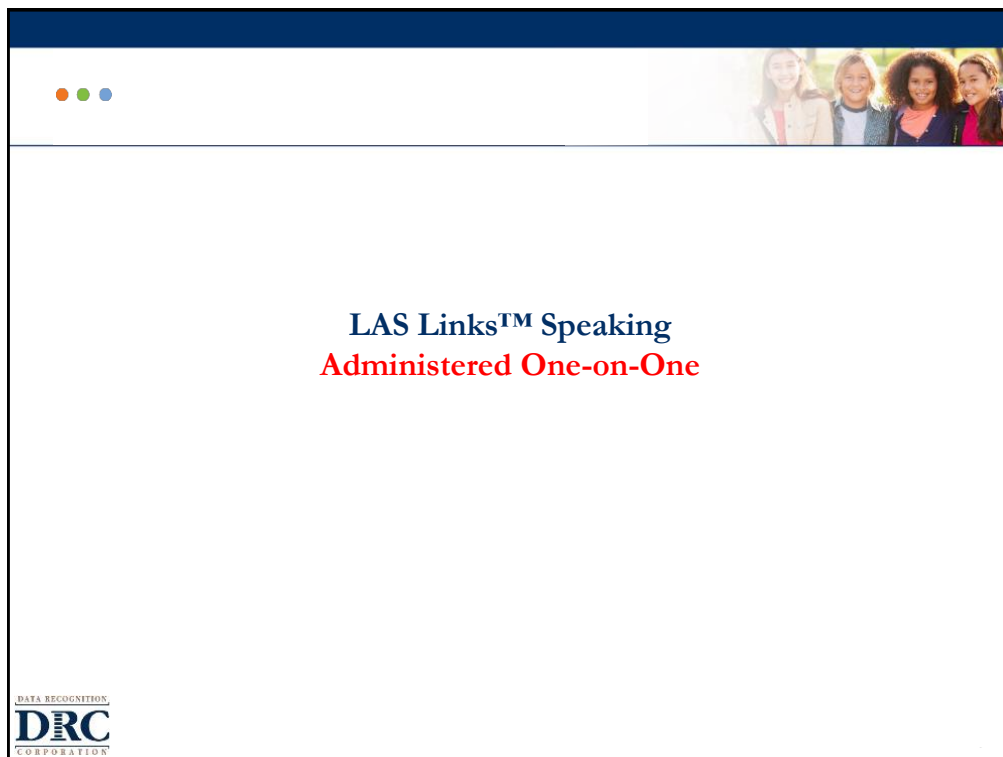 LAS Links™ Speaking
Administered One-on-One
DATA RECOGNITION
DRC
CORPORATION